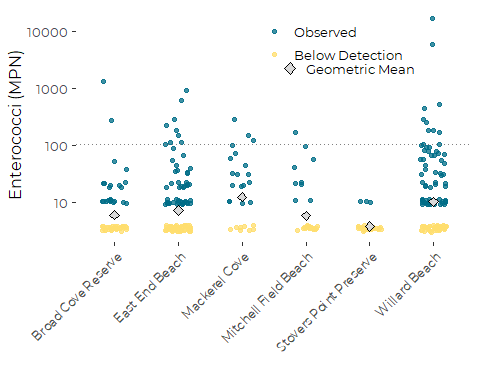 Enterococci (MPN)
10000
1000
100
10
Observed
Below Detection
Geometric Mean
Broad Cove Reserve
East End Beach
Mackerel Cove
Mitchell Field Beach
Stovers Point Preserve
Willard Beach